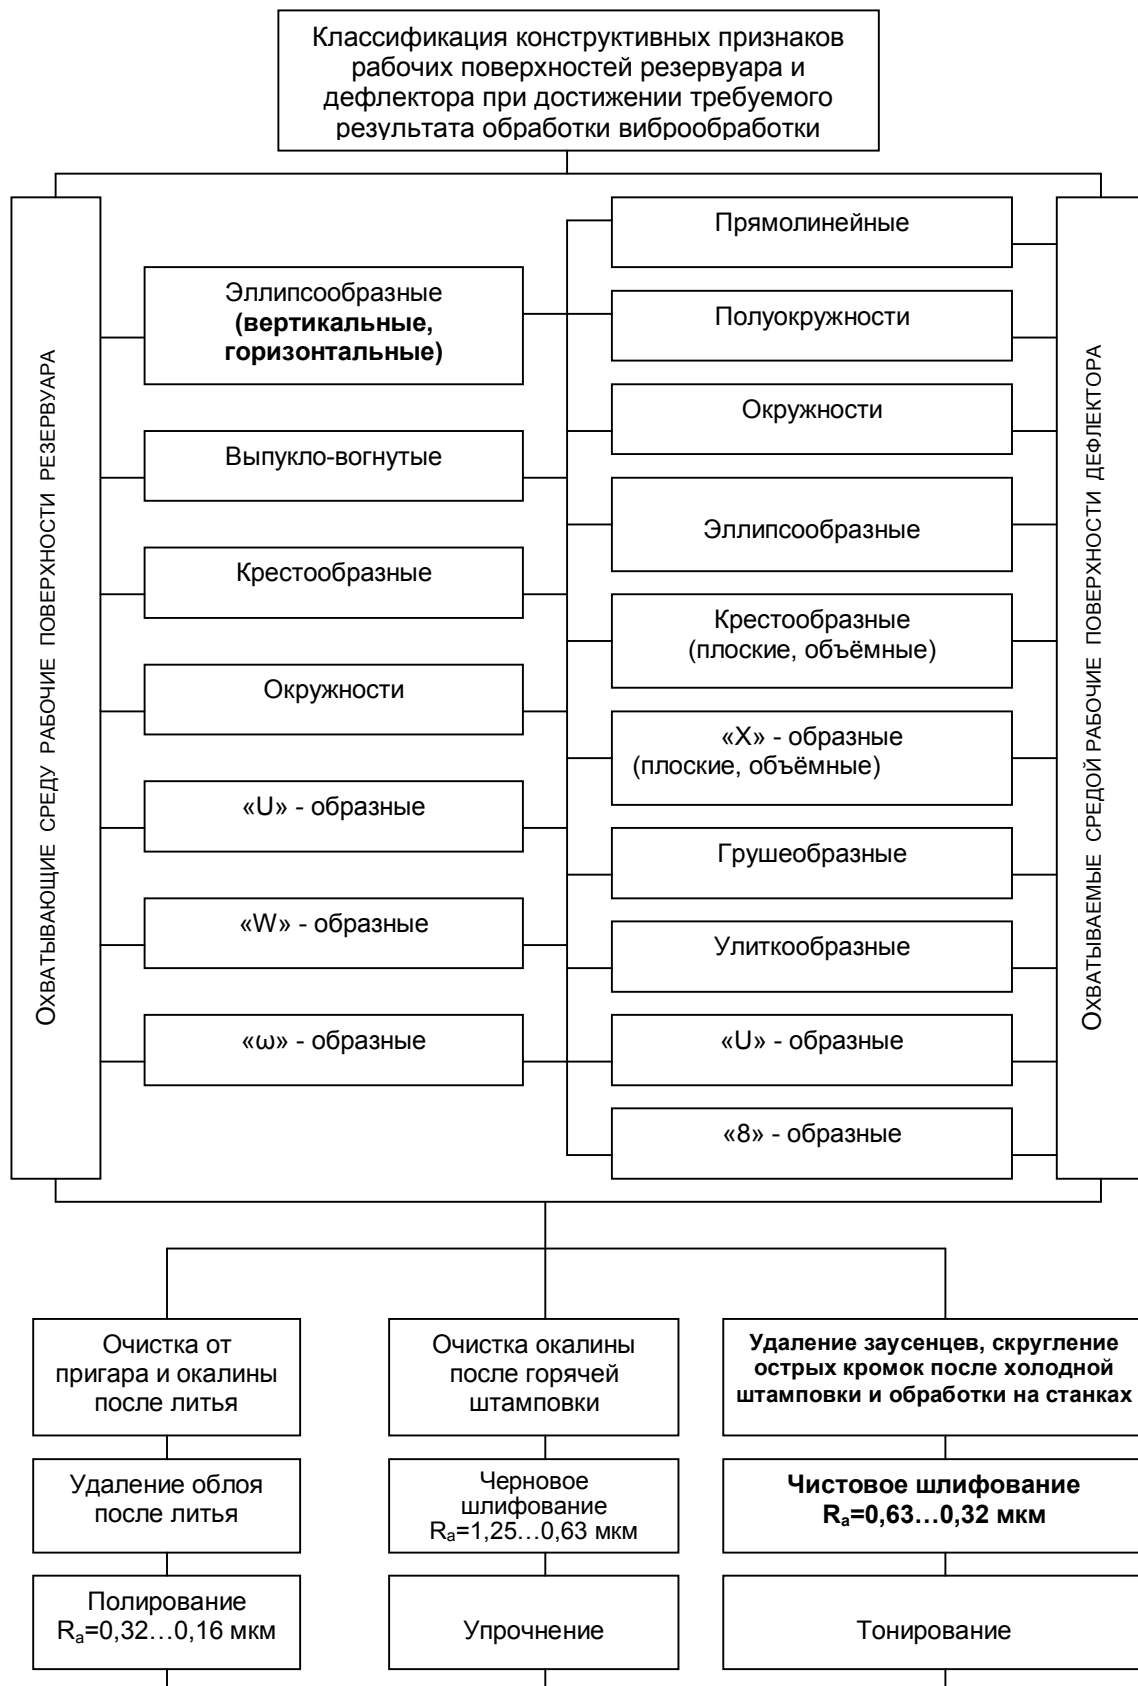 Классификация конструктивных признаков
рабочих поверхностей резервуара и
дефлектора при достижении требуемого
результата обработки виброобработки
ОХВАТЫВАЮЩИЕ СРЕДУ РАБОЧИЕ ПОВЕРХНОСТИ РЕЗЕРВУАРА
Эллипсообразные
(вертикальные,
горизонтальные)
Выпукло-вогнутые
Крестообразные
Окружности
«U» - образные
«W» - образные
«ω» - образные
Прямолинейные
Полуокружности
Окружности
Эллипсообразные
Крестообразные
(плоские, объёмные)
«X» - образные
(плоские, объёмные)
Грушеобразные
Улиткообразные
«U» - образные
«8» - образные
ОХВАТЫВАЕМЫЕ СРЕДОЙ РАБОЧИЕ ПОВЕРХНОСТИ ДЕФЛЕКТОРА
Очистка от
пригара и окалины
после литья
Очистка окалины
после горячей
штамповки
Удаление заусенцев, скругление
острых кромок после холодной
штамповки и обработки на станках
Удаление облоя
после литья
Черновое
шлифование
Rₐ=1,25…0,63 мкм
Чистовое шлифование
Rₐ=0,63…0,32 мкм
Полирование
Rₐ=0,32…0,16 мкм
Упрочнение
Тонирование